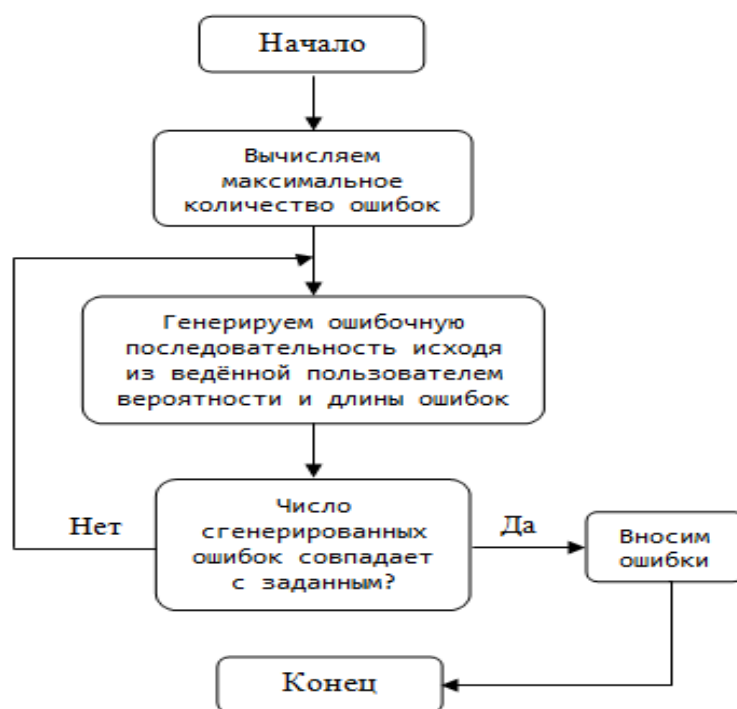 Начало
Вычисляем
максимальное
количество ошибок
Генерируем ошибочную
последовательность исходя
из ведённой пользователем
вероятности и длины ошибок
Число
сгенерированных
ошибок совпадает
с заданным?
Нет
Да
Вносим
ошибки
Конец